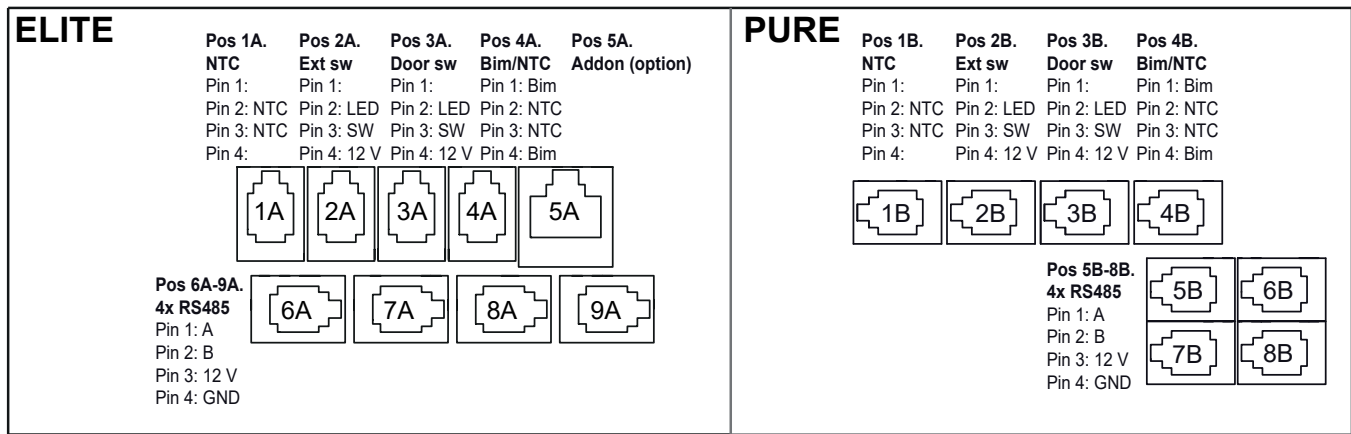 ELITE
Pos 1A.
NTC
Pin 1:
Pin 2: NTC
Pin 3: NTC
Pin 4:
Pos 2A.
Ext sw
Pin 1:
Pin 2: LED
Pin 3: SW
Pin 4: 12 V
Pos 3A.
Door sw
Pin 1:
Pin 2: LED
Pin 3: SW
Pin 4: 12 V
Pos 4A.
Bim/NTC
Pin 1: Bim
Pin 2: NTC
Pin 3: NTC
Pin 4: Bim
Pos 5A.
Addon (option)
1A
2A
3A
4A
5A
Pos 6A-9A.
4x RS485
Pin 1: A
Pin 2: B
Pin 3: 12 V
Pin 4: GND
6A
7A
8A
9A
PURE
Pos 1B.
NTC
Pin 1:
Pin 2: NTC
Pin 3: NTC
Pin 4:
Pos 2B.
Ext sw
Pin 1:
Pin 2: LED
Pin 3: SW
Pin 4: 12 V
Pos 3B.
Door sw
Pin 1:
Pin 2: LED
Pin 3: SW
Pin 4: 12 V
Pos 4B.
Bim/NTC
Pin 1: Bim
Pin 2: NTC
Pin 3: NTC
Pin 4: Bim
1B
2B
3B
4B
Pos 5B-8B.
4x RS485
Pin 1: A
Pin 2: B
Pin 3: 12 V
Pin 4: GND
5B
6B
7B
8B